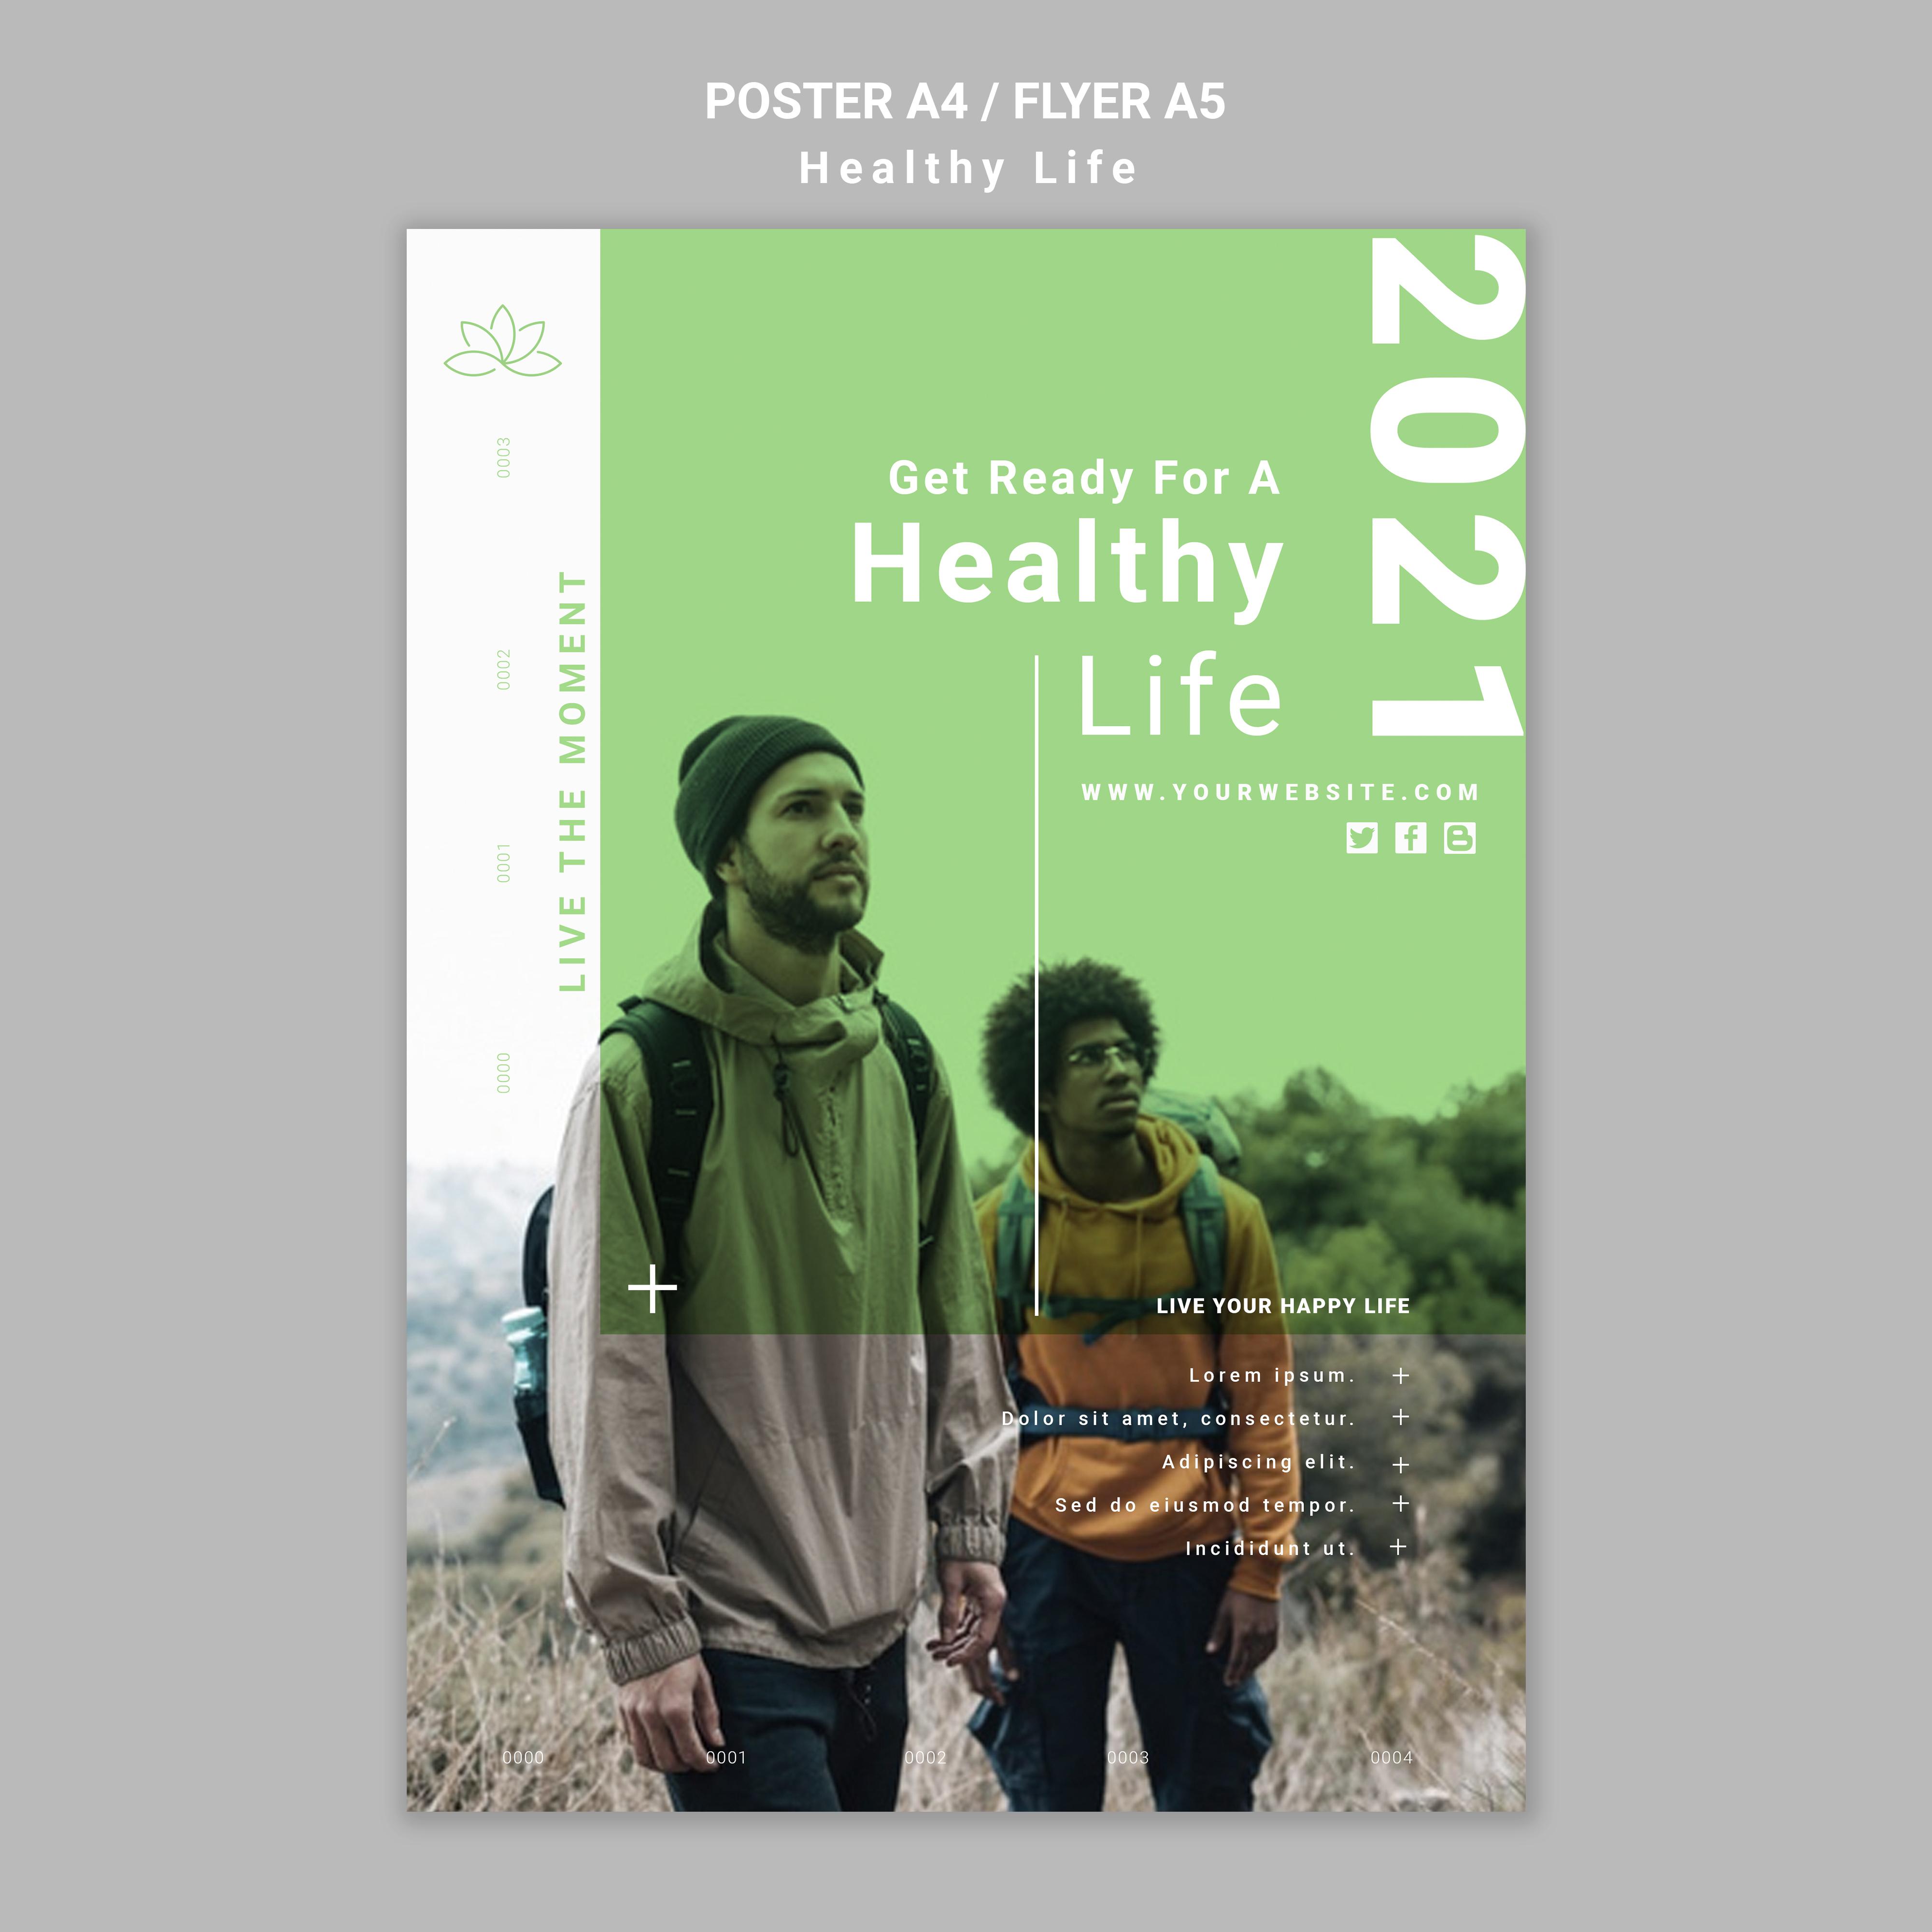 POSTER A4 / FLYER A5
Healthy Life
2021
Get Ready For A
Healthy
Life
WWW.YOURWEBSITE.COM
LIVE THE MOMENT
0003
0002
0001
0000
LIVE YOUR HAPPY LIFE
Lorem ipsum.
Dolor sit amet, consectetur.
Adipiscing elit.
Sed do eiusmod tempor.
Incididunt ut.
0000 0001 0002 0003 0004